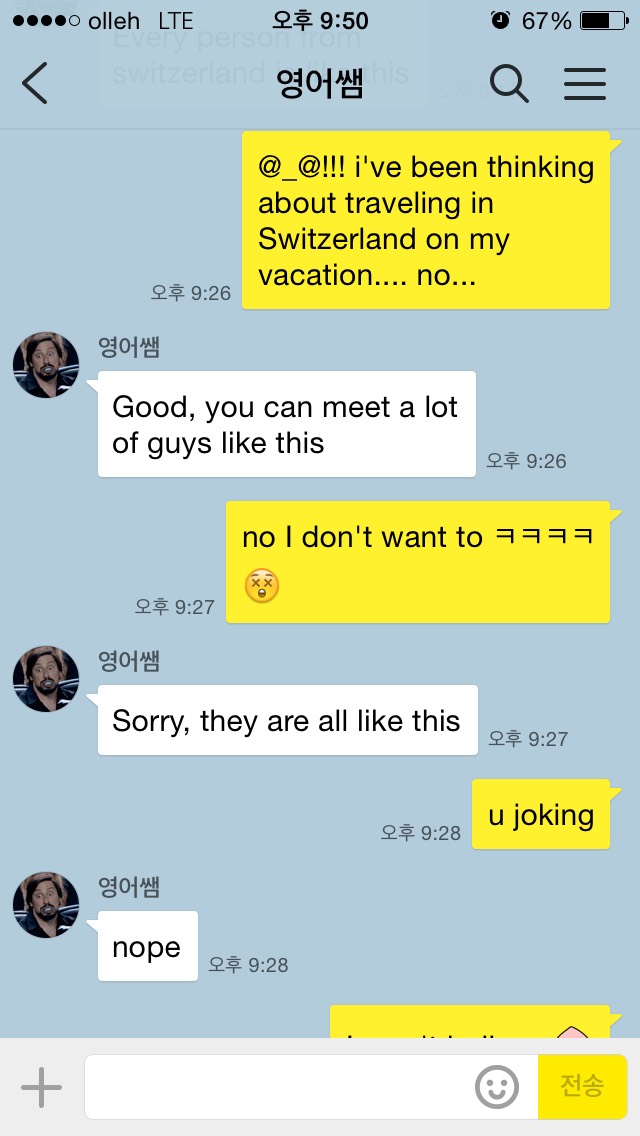 olleh LTE 오후 9:50 67%
Every person from
switzerland is like this
영어쌤
@_@!!! i've been thinking
about traveling in
Switzerland on my
vacation.... no...
오후 9:26
영어쌤
Good, you can meet a lot
of guys like this
오후 9:26
no I don't want to ㅋㅋㅋㅋ
오후 9:27
영어쌤
Sorry, they are all like this
오후 9:27
u joking
오후 9:28
영어쌤
nope
오후 9:28
전송